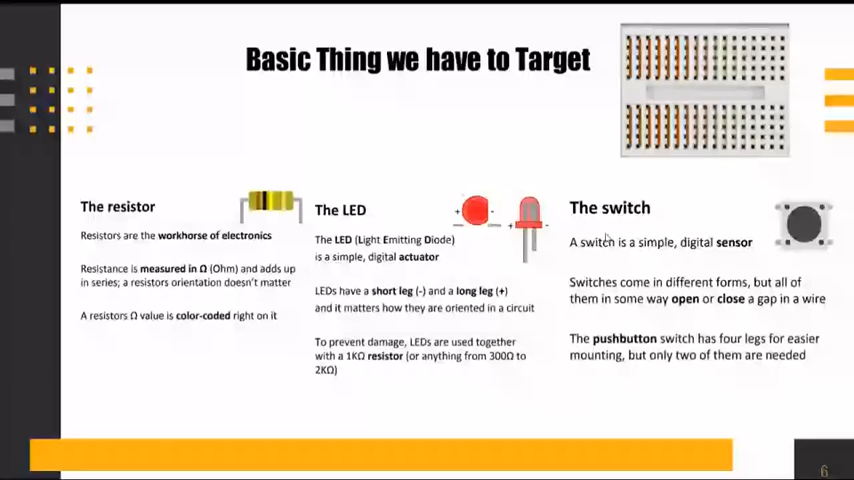 Basic Thing we have to Target
The resistor
Resistors are the workhorse of electronics
Resistance is measured in Ω (Ohm) and adds up
in series; a resistors orientation doesn't matter
A resistors Ω value is color-coded right on it
The LED
+ -
+ -
The LED (Light Emitting Diode)
is a simple, digital actuator
LEDs have a short leg (-) and a long leg (+)
and it matters how they are oriented in a circuit
To prevent damage, LEDs are used together
with a 1KΩ resistor (or anything from 300Ω to
2KΩ)
The switch
A switch is a simple, digital sensor
Switches come in different forms, but all of
them in some way open or close a gap in a wire
The pushbutton switch has four legs for easier
mounting, but only two of them are needed
6